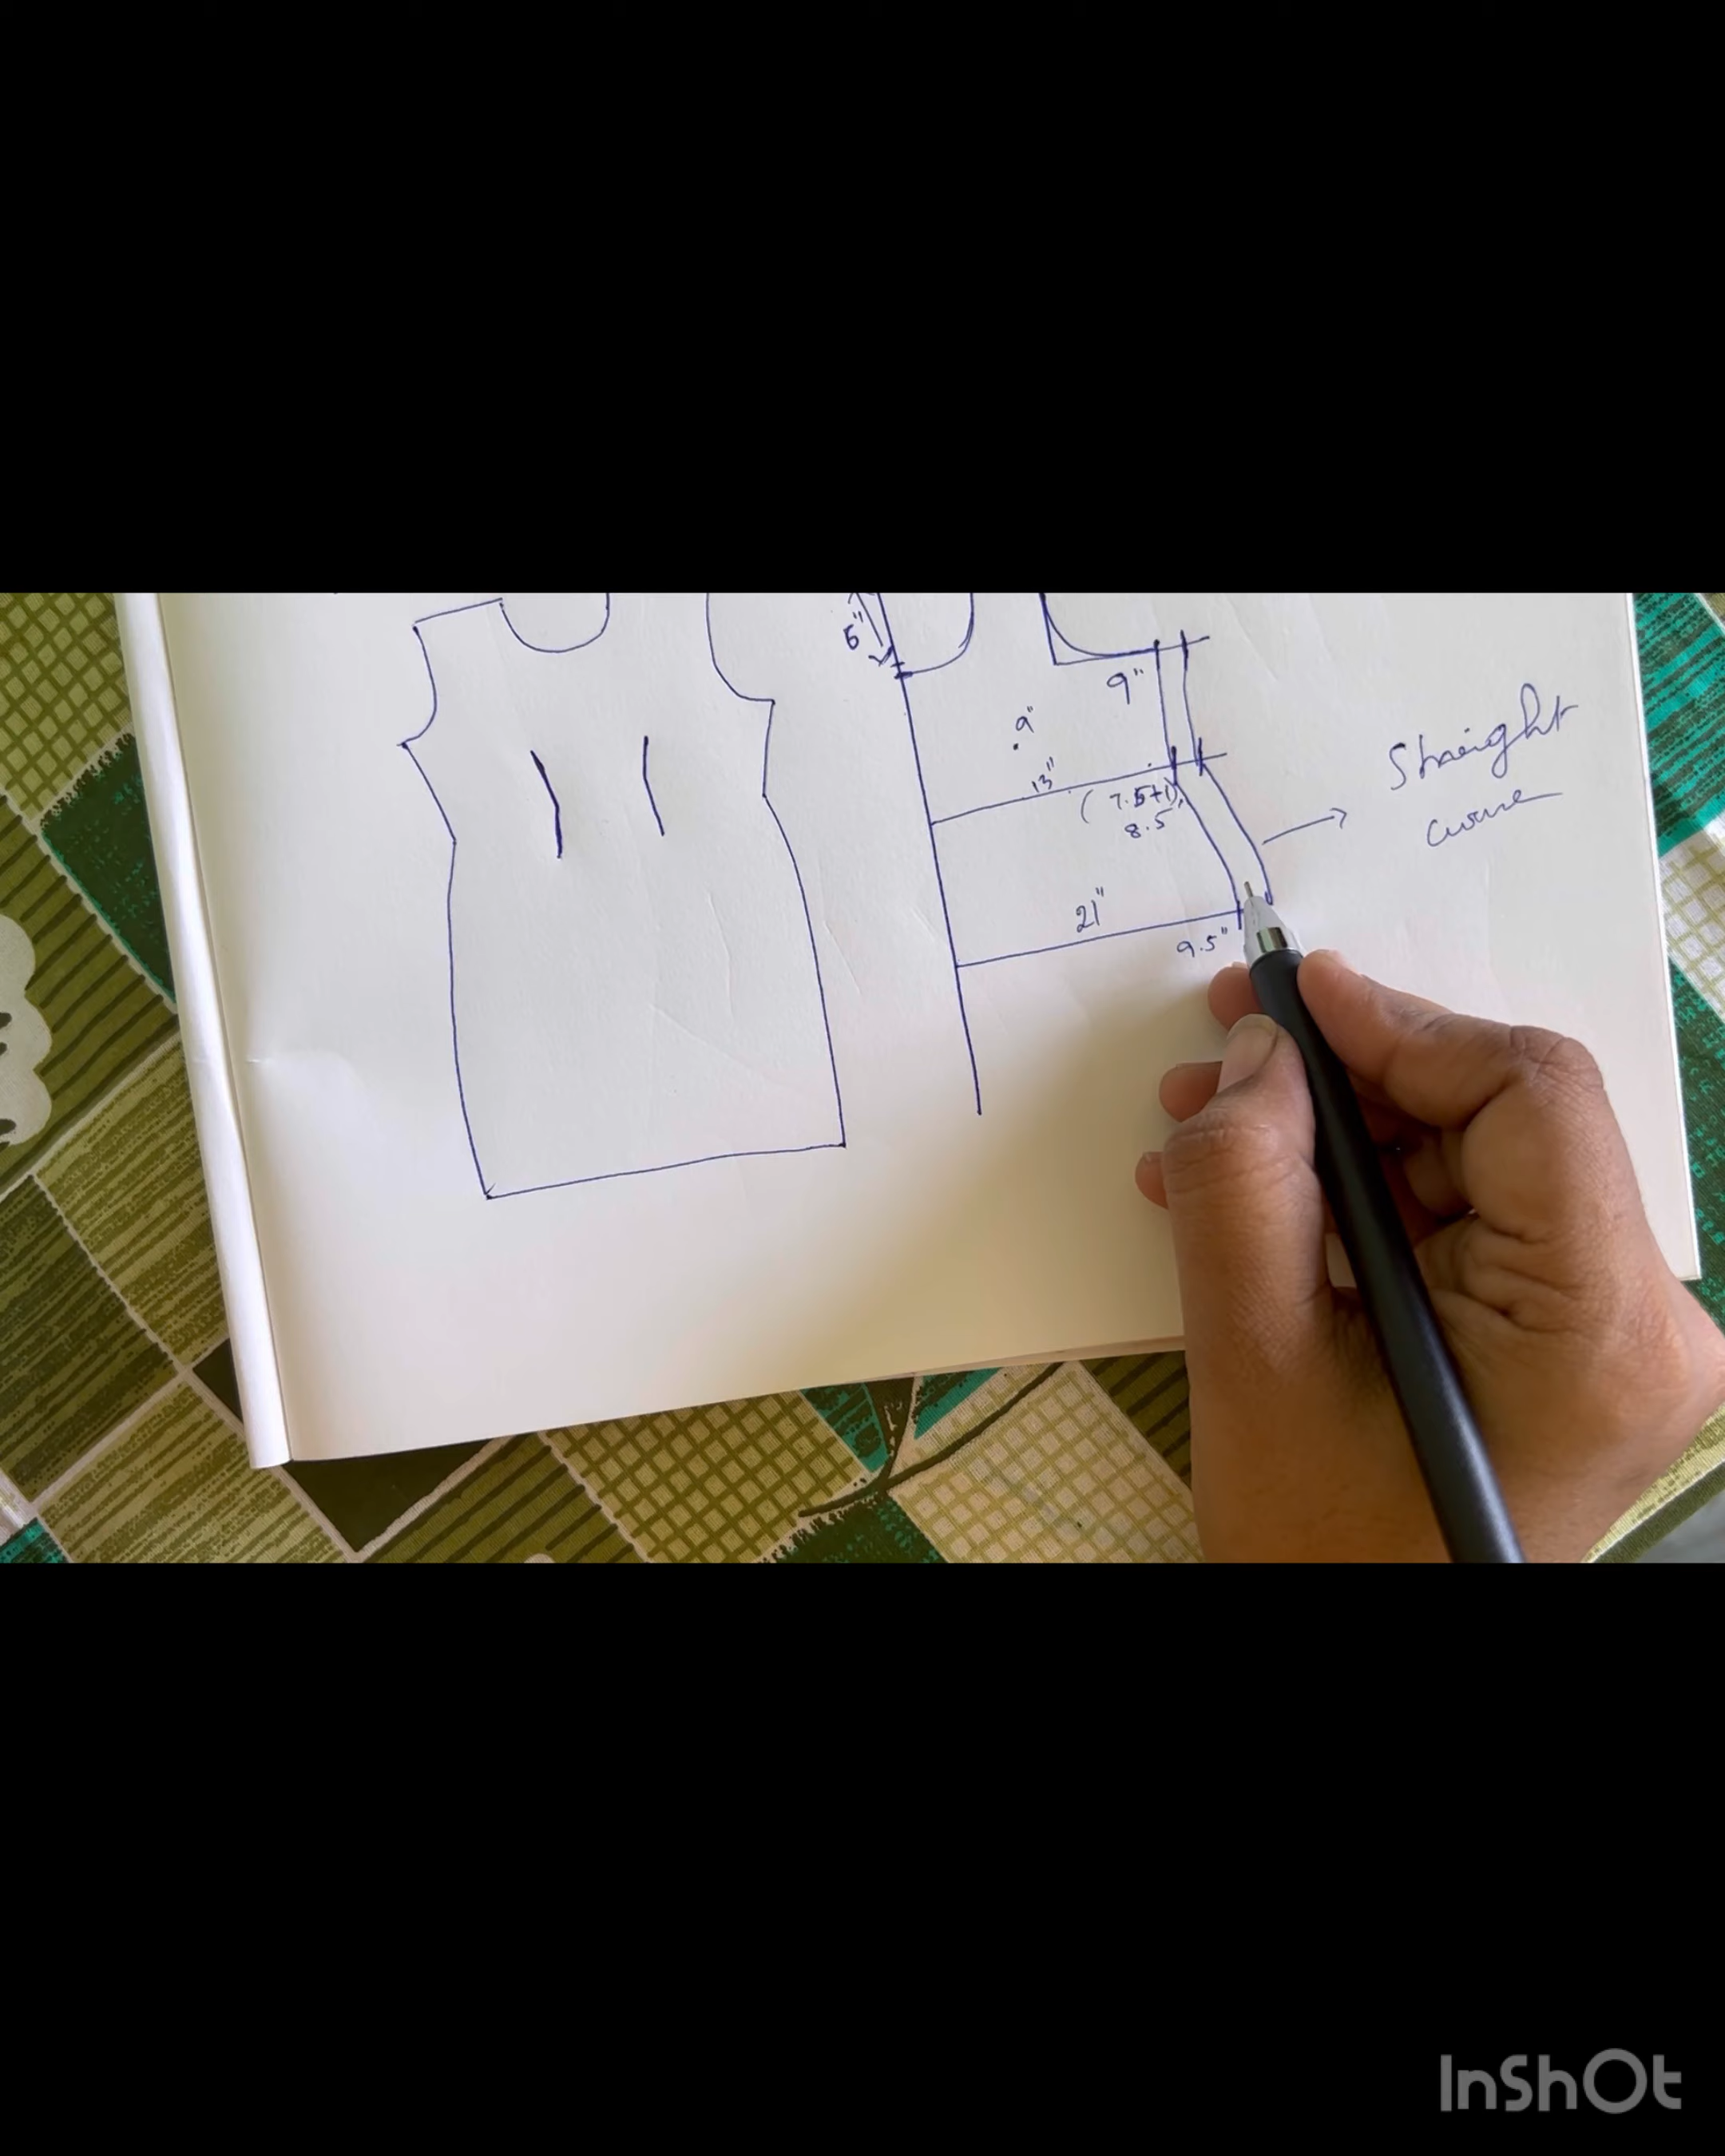 5"
9"
9"
13"
(7.5+1)
8.5"
21"
9.5"
Straight
curve
InShOt